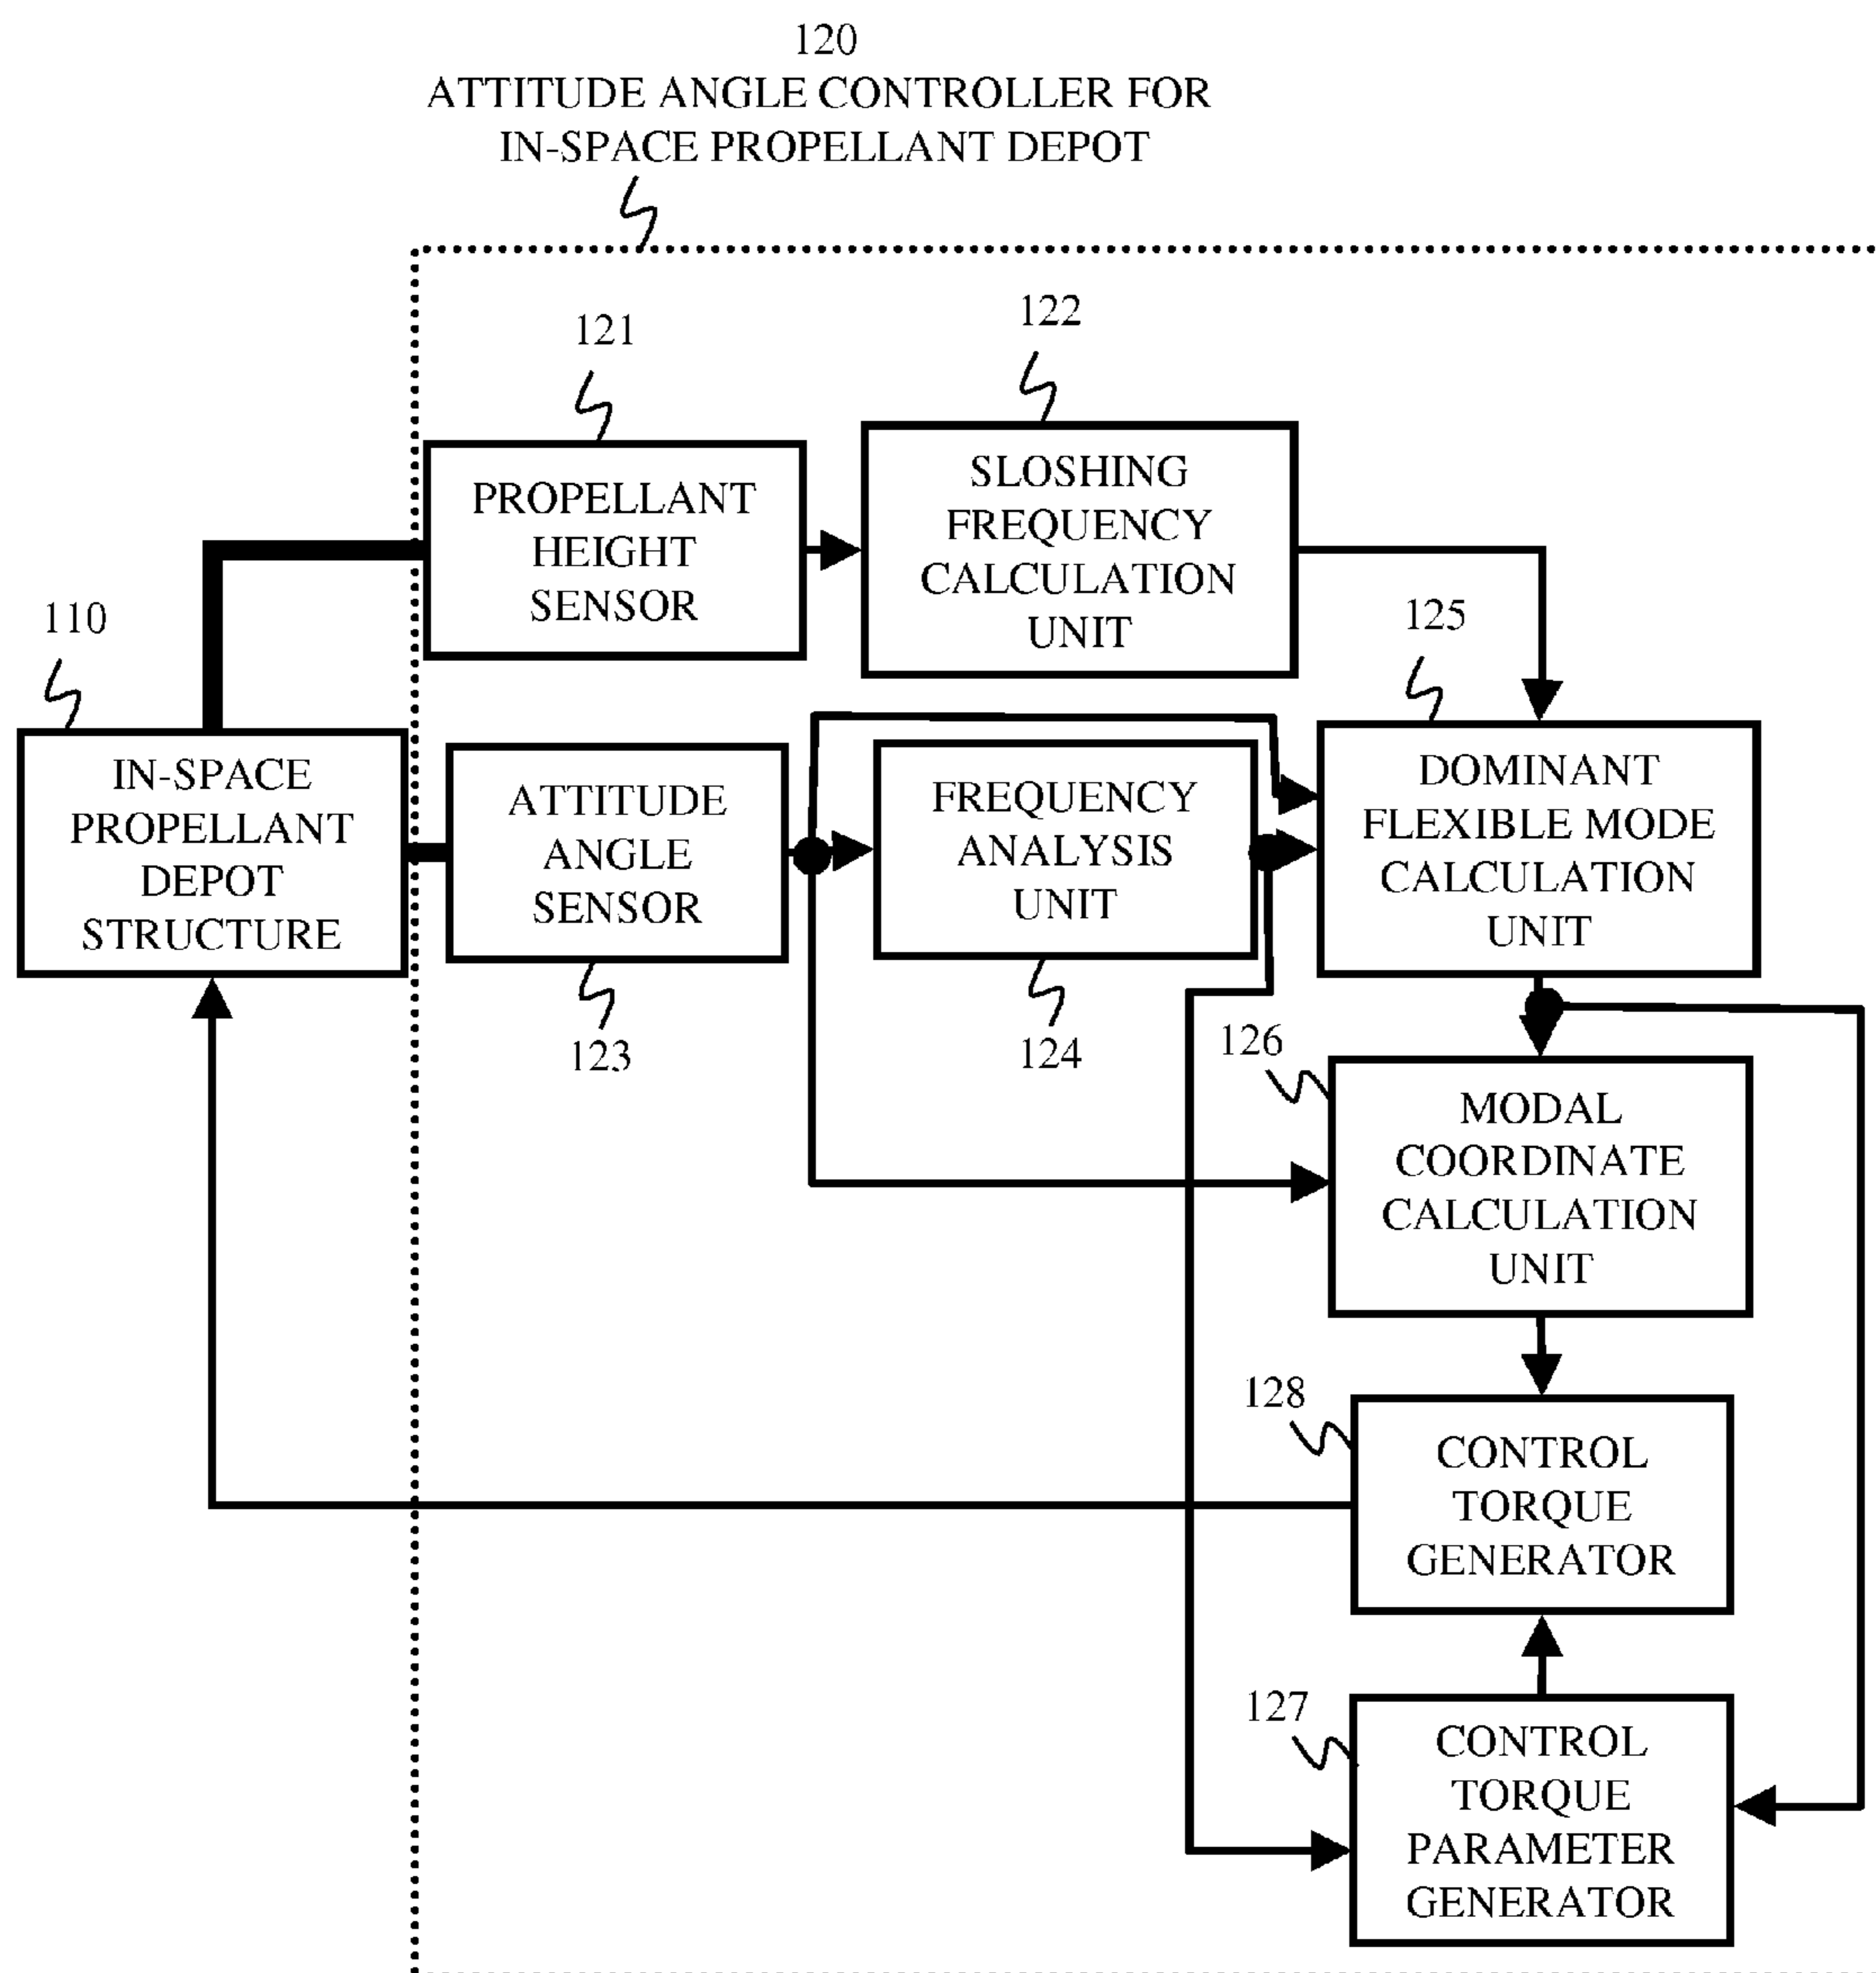 120
ATTITUDE ANGLE CONTROLLER FOR
IN-SPACE PROPELLANT DEPOT
121
PROPELLANT
HEIGHT
SENSOR
122
SLOSHING
FREQUENCY
CALCULATION
UNIT
110
IN-SPACE
PROPELLANT
DEPOT
STRUCTURE
ATTITUDE
ANGLE
SENSOR
123
FREQUENCY
ANALYSIS
UNIT
124
125
DOMINANT
FLEXIBLE MODE
CALCULATION
UNIT
126
MODAL
COORDINATE
CALCULATION
UNIT
128
CONTROL
TORQUE
GENERATOR
127
CONTROL
TORQUE
PARAMETER
GENERATOR